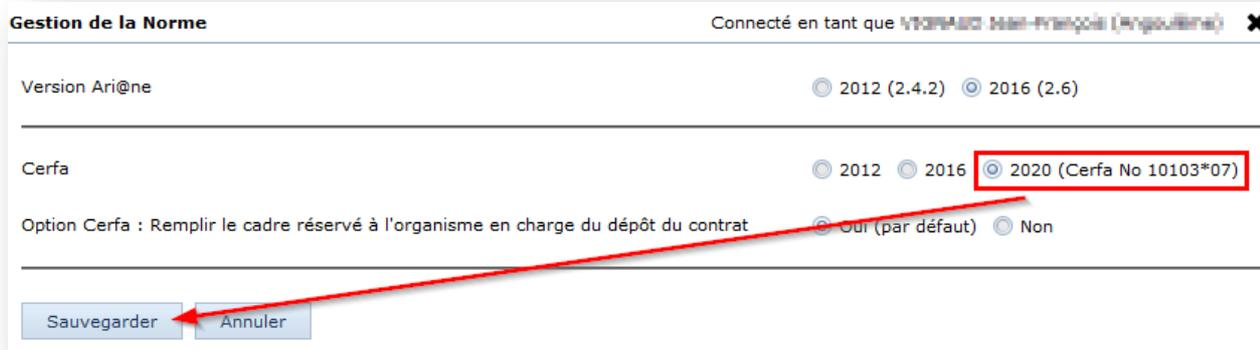 Gestion de la Norme Connecté en tant que
Version Ari@ne 2012 (2.4.2) 2016 (2.6)
Cerfa 2012 2016 2020 (Cerfa No 10103*07)
Option Cerfa : Remplir le cadre réservé à l'organisme en charge du dépôt du contrat Oui (par défaut) Non
Sauvegarder Annuler